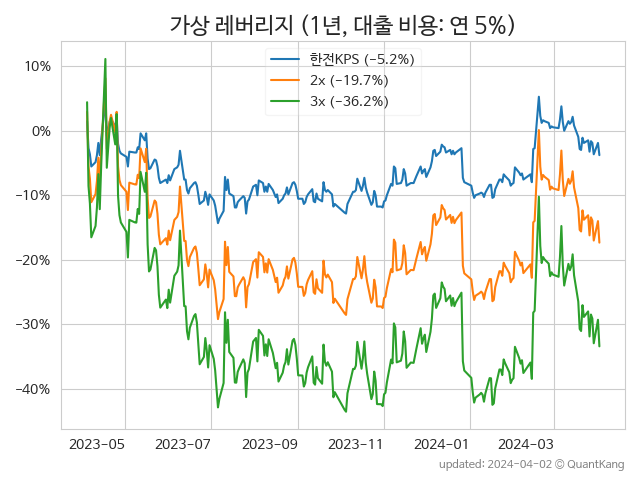 가상 레버리지 (1년, 대출 비용: 연 5%)
한전KPS (−5.2%)
2x (−19.7%)
3x (−36.2%)
10%
0%
−10%
−20%
−30%
−40%
2023-05 2023-07 2023-09 2023-11 2024-01 2024-03
updated: 2024-04-02 © QuantKang